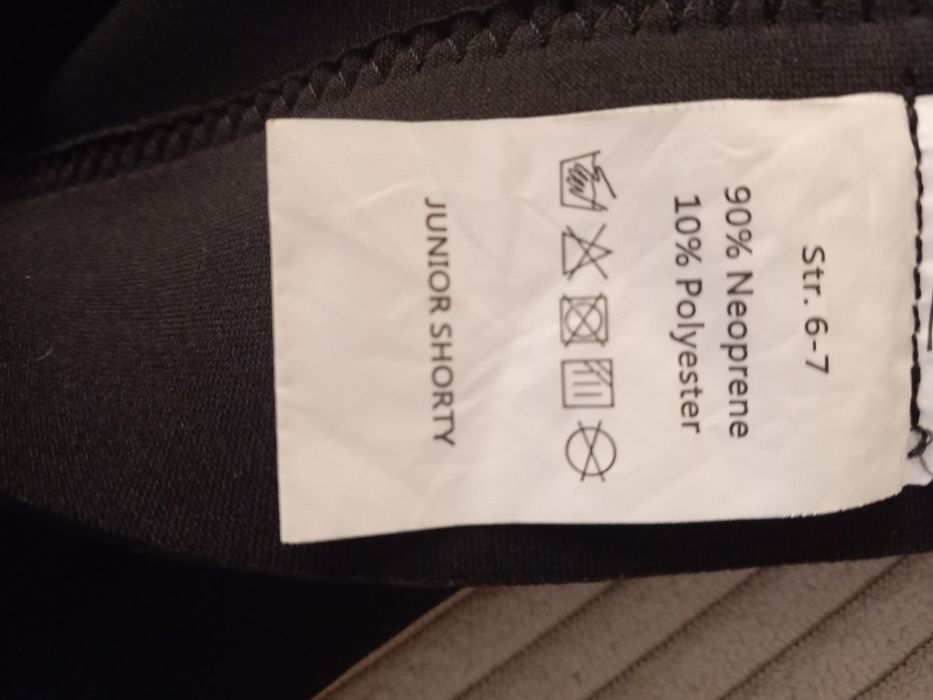 Str. 6-7
90% Neoprene
10% Polyester
JUNIOR SHORTY